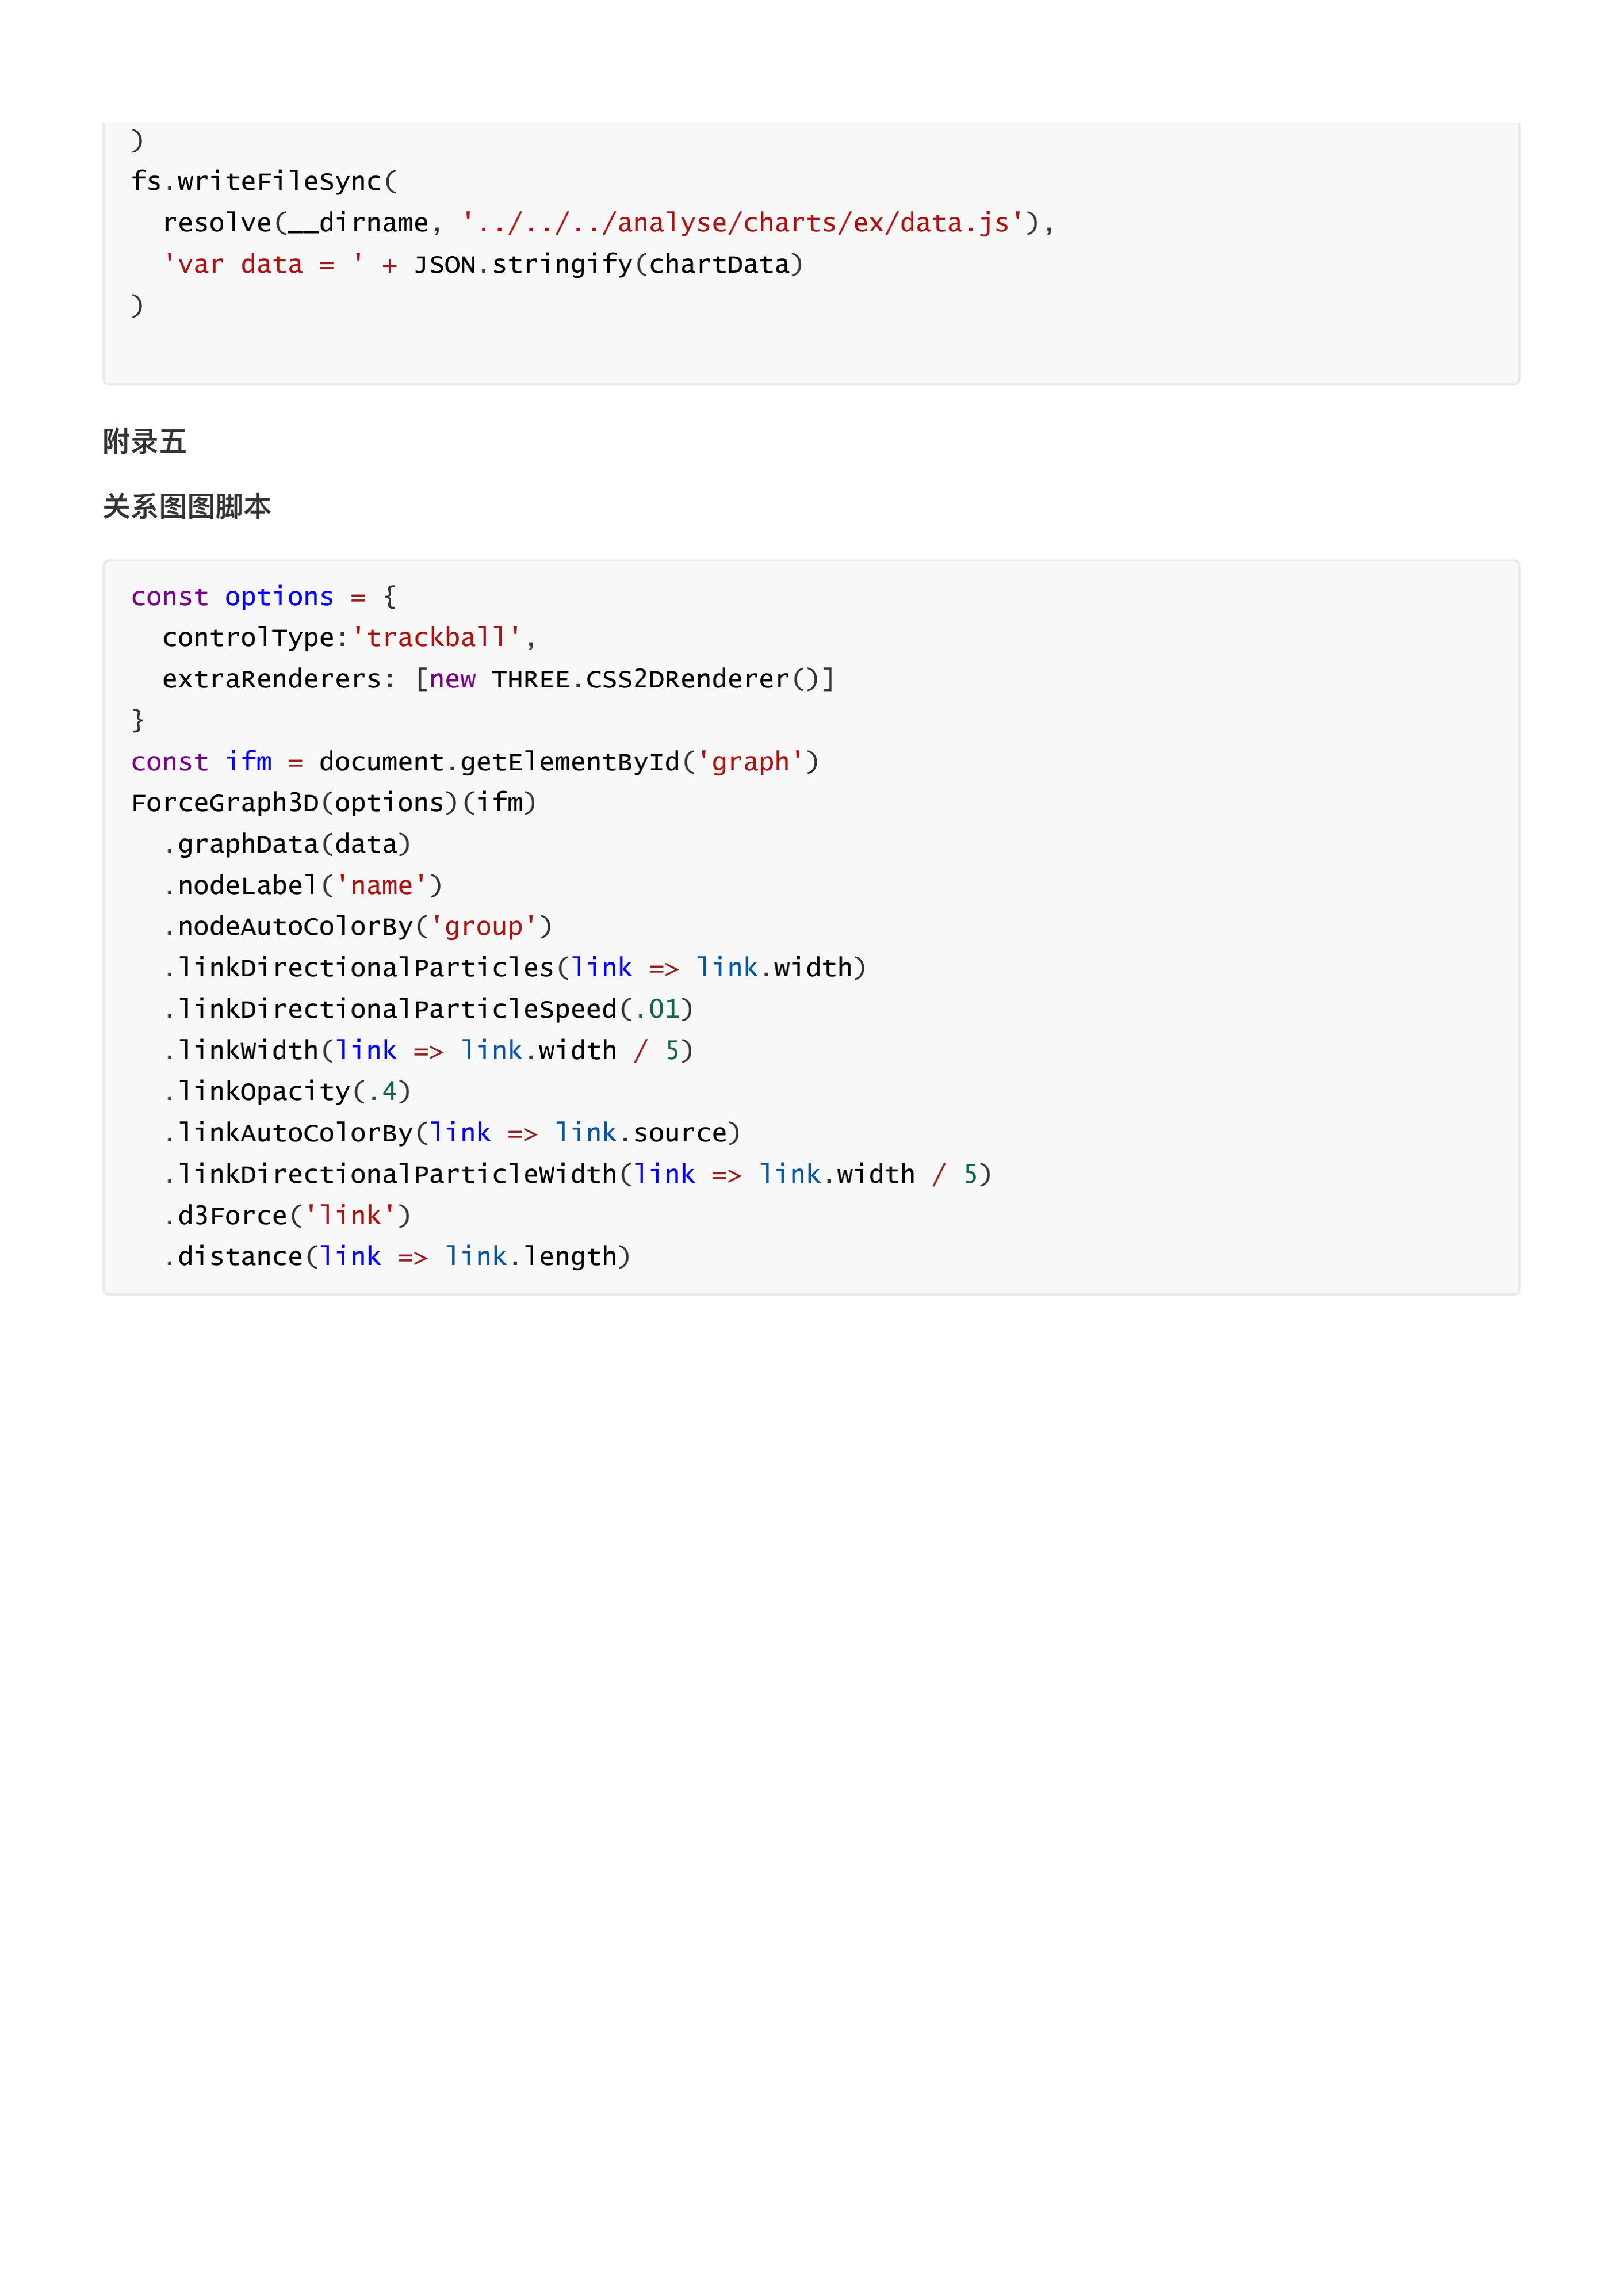 )
fs.writeFileSync(
  resolve(__dirname, '../../../analyse/charts/ex/data.js'),
  'var data = ' + JSON.stringify(chartData)
)
附录五
关系图图脚本
const options = {
  controlType:'trackball',
  extraRenderers: [new THREE.CSS2DRenderer()]
}
const ifm = document.getElementById('graph')
ForceGraph3D(options)(ifm)
  .graphData(data)
  .nodeLabel('name')
  .nodeAutoColorBy('group')
  .linkDirectionalParticles(link => link.width)
  .linkDirectionalParticleSpeed(.01)
  .linkWidth(link => link.width / 5)
  .linkOpacity(.4)
  .linkAutoColorBy(link => link.source)
  .linkDirectionalParticleWidth(link => link.width / 5)
  .d3Force('link')
  .distance(link => link.length)